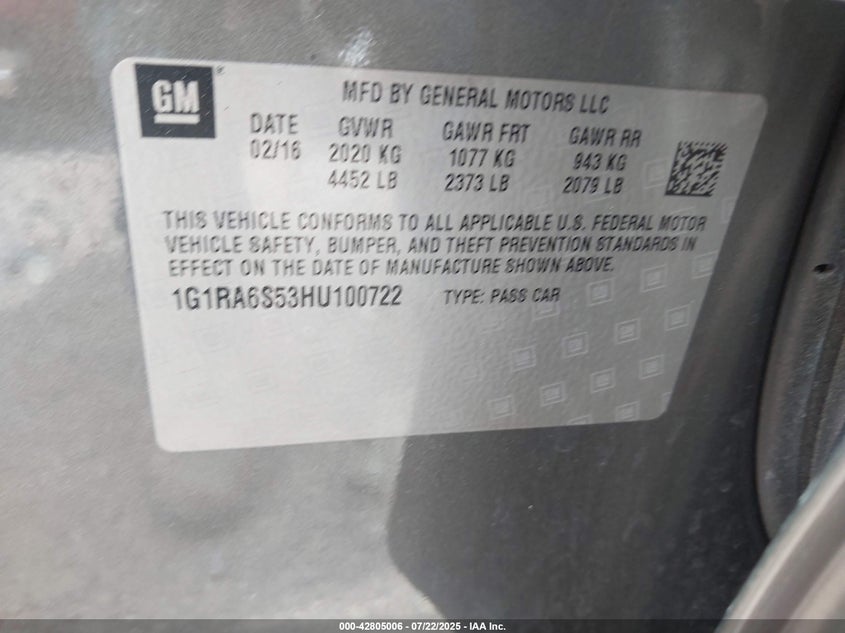 GM
MFD BY GENERAL MOTORS LLC
DATE GVWR GAWR FRT GAWR RR
02/16 2020 KG 1077 KG 943 KG
4452 LB 2373 LB 2079 LB
THIS VEHICLE CONFORMS TO ALL APPLICABLE U.S. FEDERAL MOTOR
VEHICLE SAFETY, BUMPER, AND THEFT PREVENTION STANDARDS IN
EFFECT ON THE DATE OF MANUFACTURE SHOWN ABOVE.
1G1RA6S53HU100722 TYPE: PASS CAR
000-42805006 - 07/22/2025 - IAA Inc.